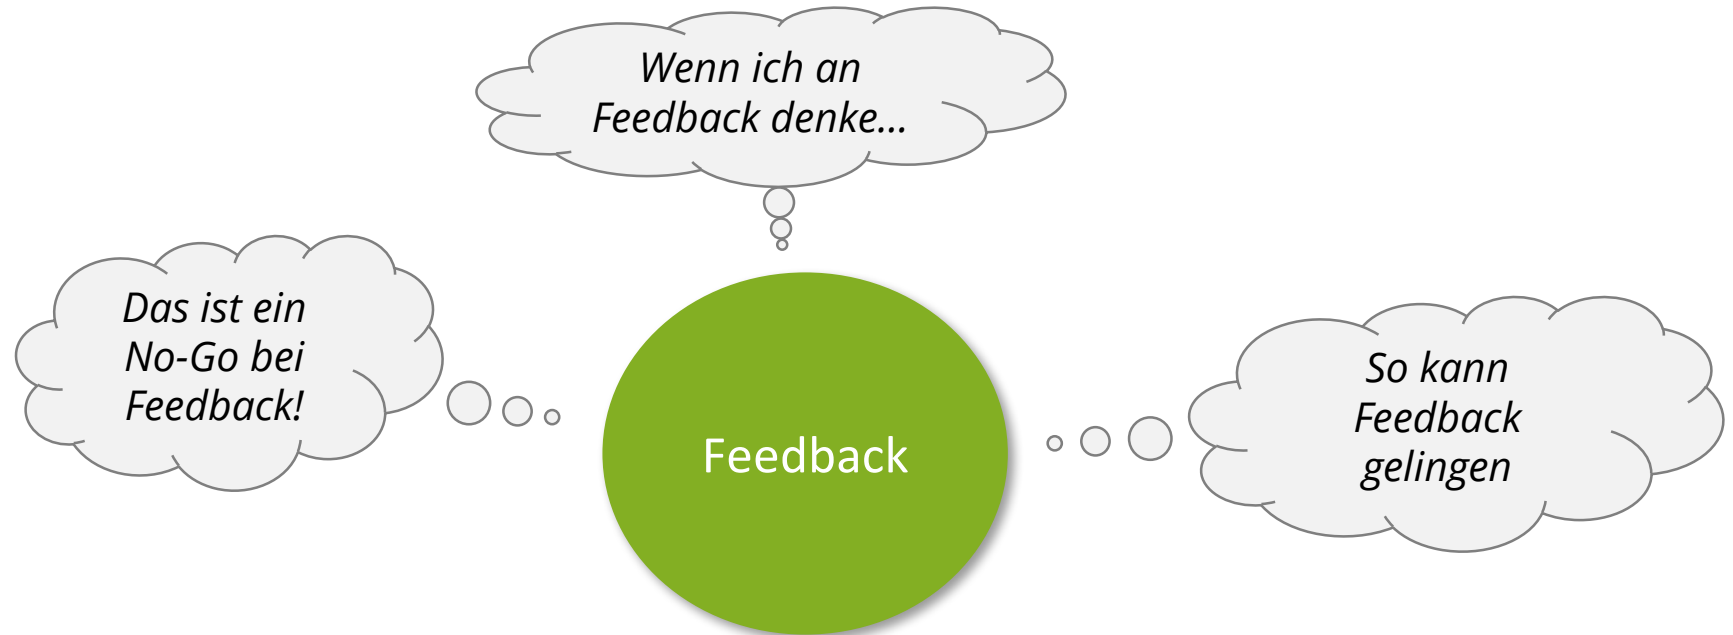 Wenn ich an
Feedback denke...
Das ist ein
No-Go bei
Feedback!
So kann
Feedback
gelingen
Feedback